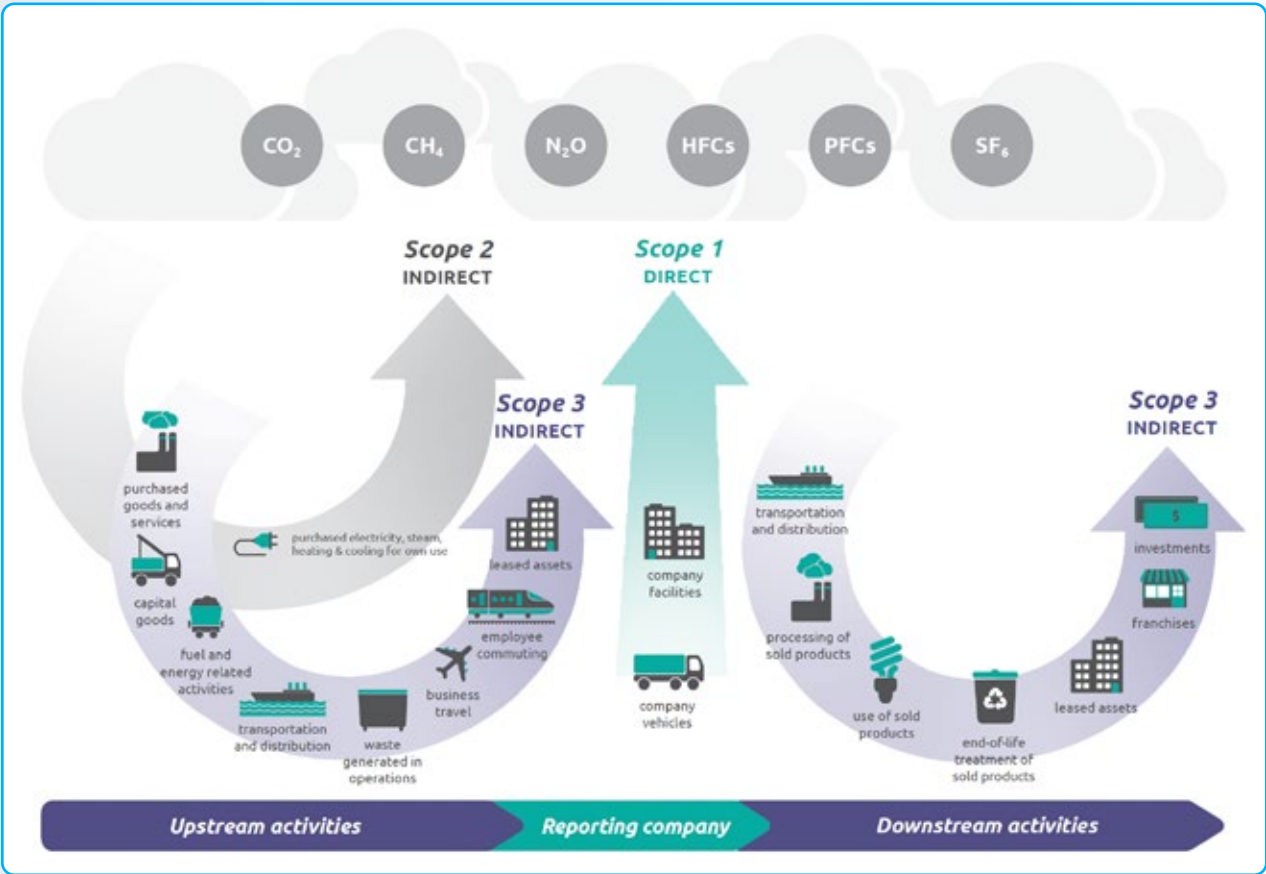 CO₂
CH₄
N₂O
HFCs
PFCs
SF₆
Scope 2
INDIRECT
Scope 1
DIRECT
Scope 3
INDIRECT
Scope 3
INDIRECT
purchased
goods and
services
capital
goods
fuel and
energy related
activities
transportation
and distribution
waste
generated in
operations
business
travel
employee
commuting
leased assets
purchased electricity, steam,
heating & cooling for own use
company
facilities
company
vehicles
transportation
and distribution
processing of
sold products
use of sold
products
end-of-life
treatment of
sold products
leased assets
franchises
investments
$
Upstream activities
Reporting company
Downstream activities